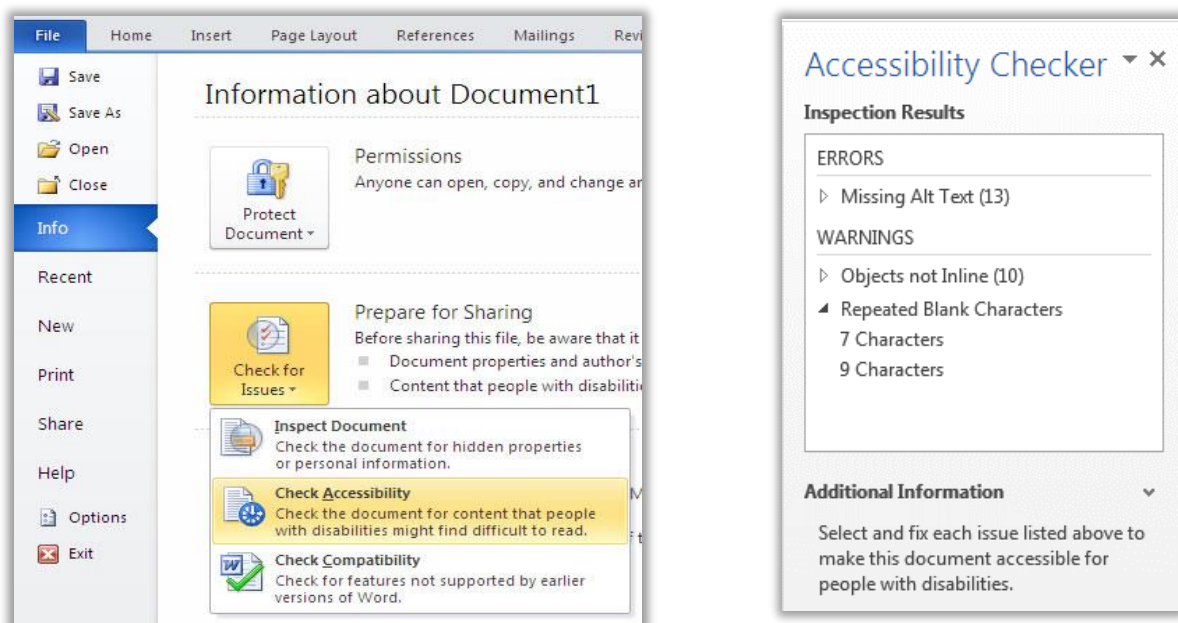 File Home Insert Page Layout References Mailings
Save
Save As
Open
Close
Info
Recent
New
Print
Share
Help
Options
Exit
Information about Document1
Protect
Document
Permissions
Anyone can open, copy, and change
Check for
Issues
Prepare for Sharing
Before sharing this file, be aware that it
Document properties and author's
Content that people with
Inspect Document
Check the document for hidden properties
or personal information.
Check Accessibility
Check the document for content that people
with disabilities might find difficult to read.
Check Compatibility
Check for features not supported by earlier
versions of Word.
Accessibility Checker
Inspection Results
ERRORS
Missing Alt Text (13)
WARNINGS
Objects not Inline (10)
Repeated Blank Characters
7 Characters
9 Characters
Additional Information
Select and fix each issue listed above to
make this document accessible for
people with disabilities.